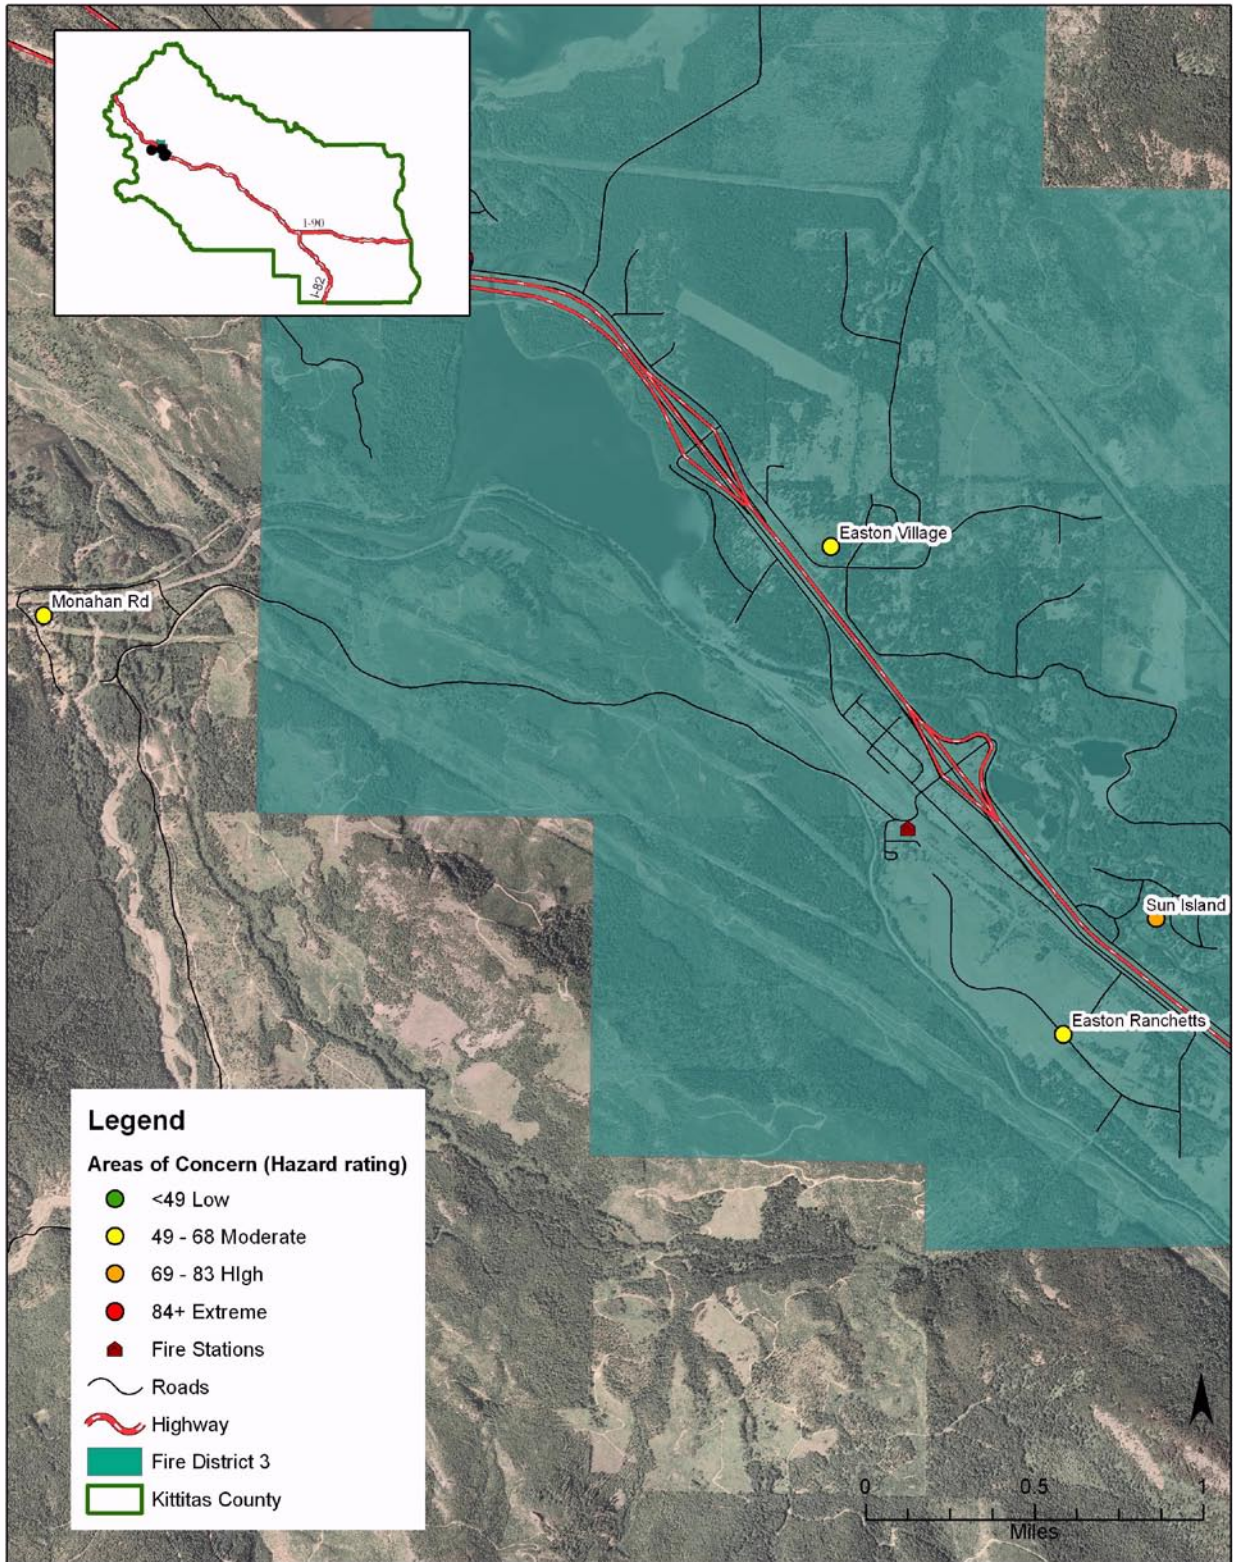 I-90
I-82
Easton Village
Monahan Rd
Sun Island
Easton Ranchetts
Legend
Areas of Concern (Hazard rating)
<49 Low
49 - 68 Moderate
69 - 83 HIgh
84+ Extreme
Fire Stations
Roads
Highway
Fire District 3
Kittitas County
0 0.5 1
Miles